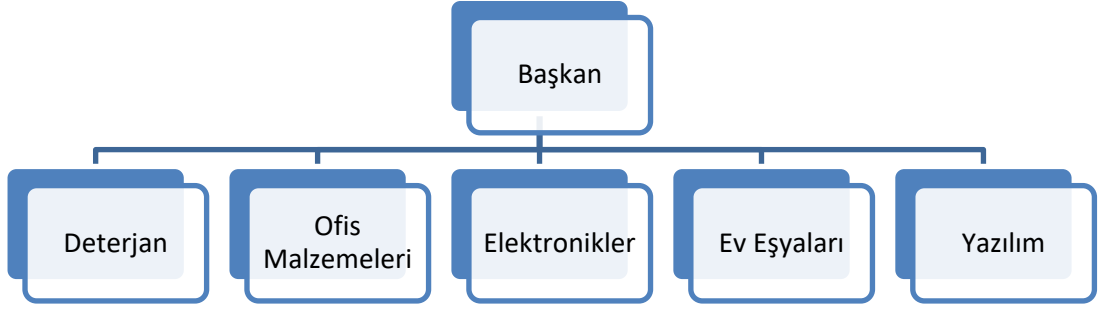 Başkan
Deterjan
Ofis
Malzemeleri
Elektronikler
Ev Eşyaları
Yazılım